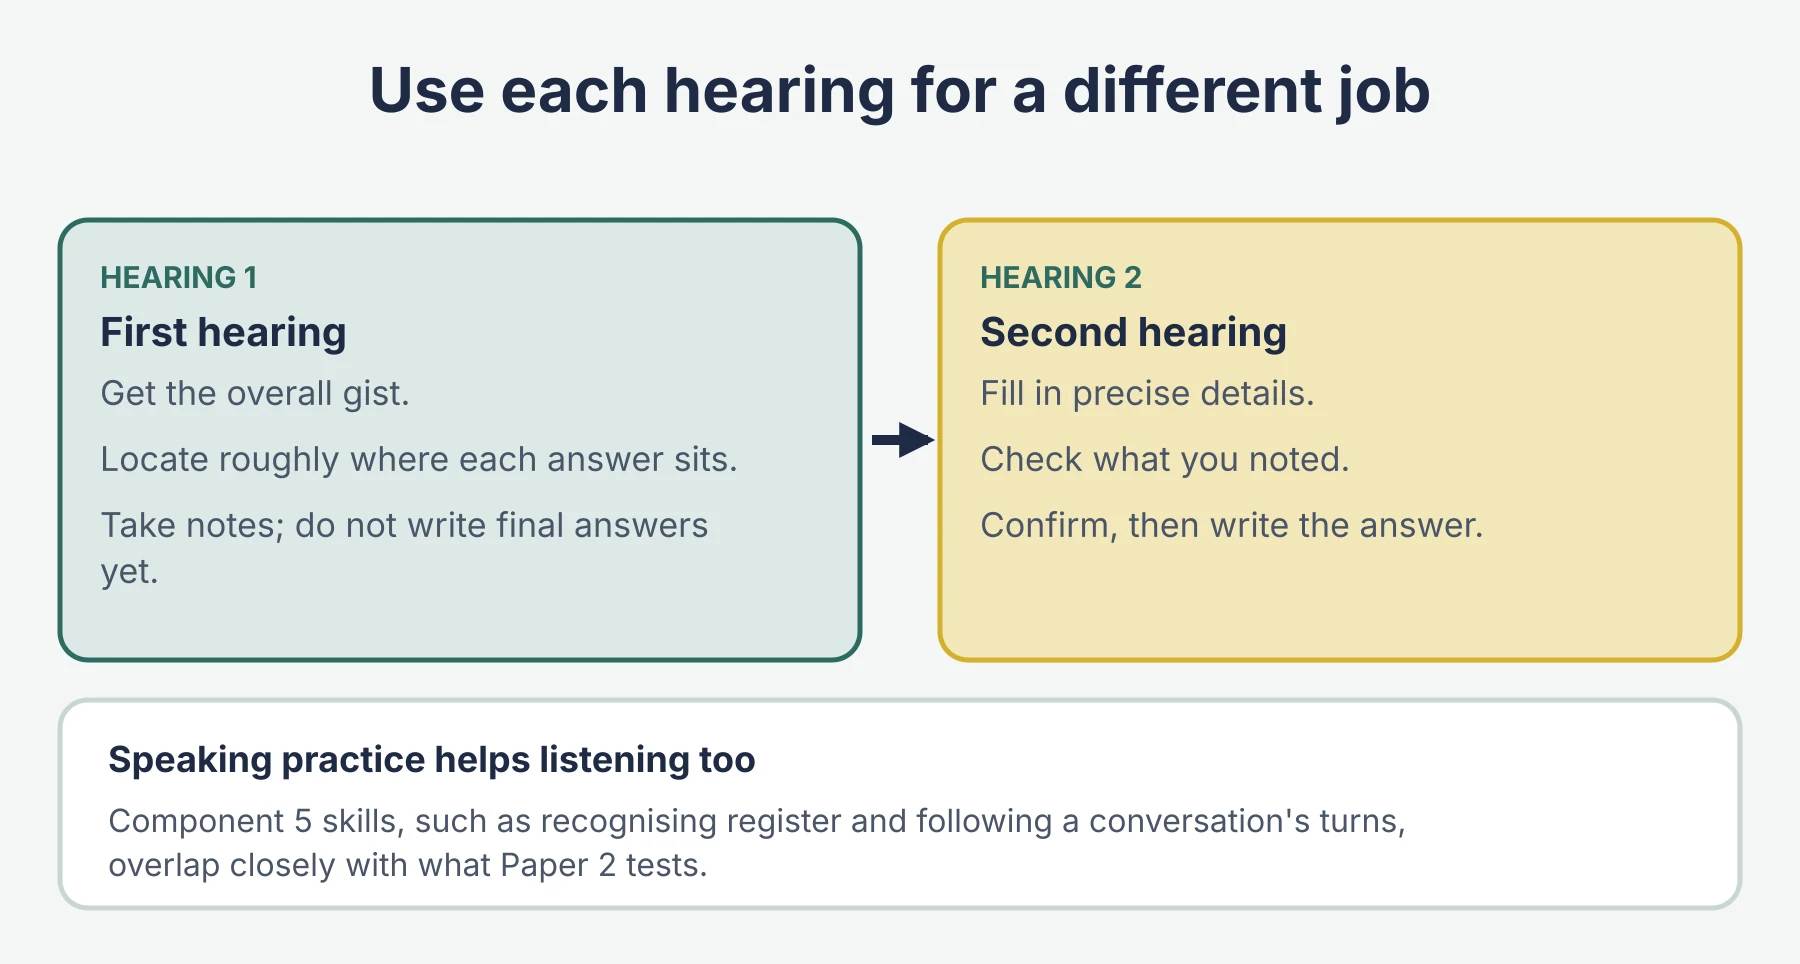 Use each hearing for a different job
HEARING 1
First hearing
Get the overall gist.
Locate roughly where each answer sits.
Take notes; do not write final answers
yet.
HEARING 2
Second hearing
Fill in precise details.
Check what you noted.
Confirm, then write the answer.
Speaking practice helps listening too
Component 5 skills, such as recognising register and following a conversation's turns,
overlap closely with what Paper 2 tests.